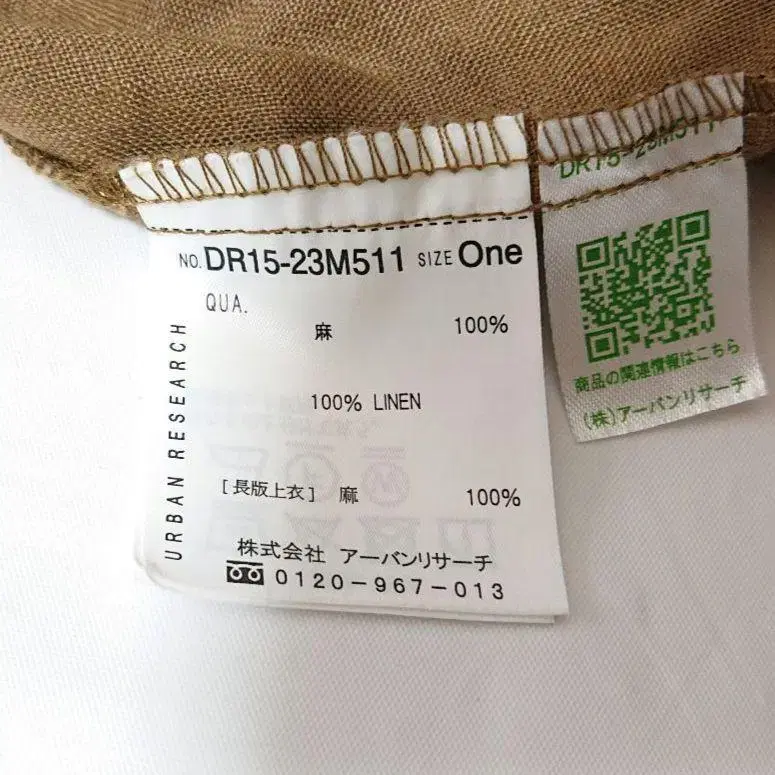 NO. DR15-23M511 SIZE One
QUA.
麻 100%
100% LINEN
[長版上衣] 麻 100%
株式会社 アーバンリサーチ
0120-967-013
URBAN RESEARCH
DR15-23M511
商品の関連情報はこちら
(株)アーバンリサーチ